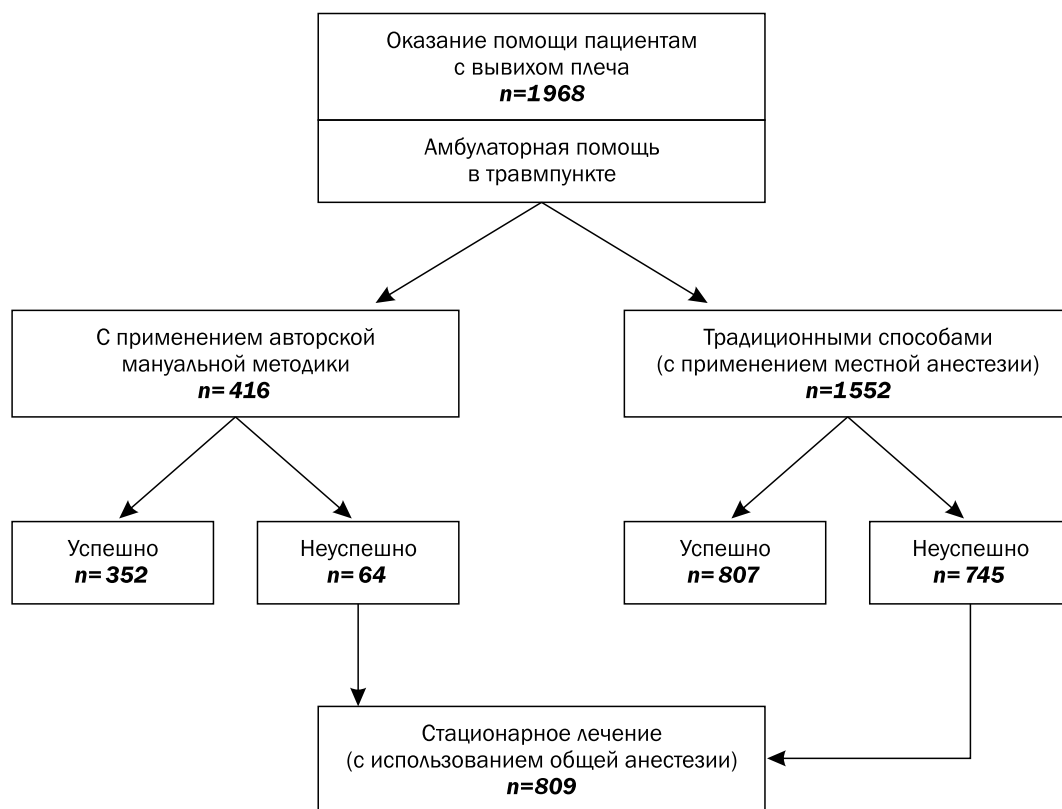 Оказание помощи пациентам
с вывихом плеча
n=1968
Амбулаторная помощь
в травмпункте
С применением авторской
мануальной методики
n=416
Традиционными способами
(с применением местной анестезии)
n=1552
Успешно
n=352
Неуспешно
n=64
Успешно
n=807
Неуспешно
n=745
Стационарное лечение
(с использованием общей анестезии)
n=809